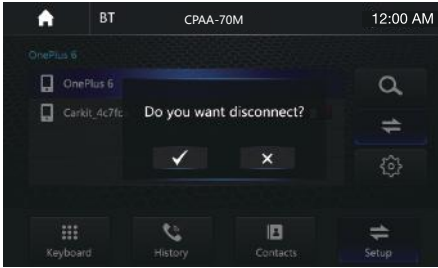 BT CPAA-70M 12:00 AM
OnePlus 6
OnePlus 6
Carkit_4c7fc
Do you want disconnect?
Keyboard History Contacts Setup